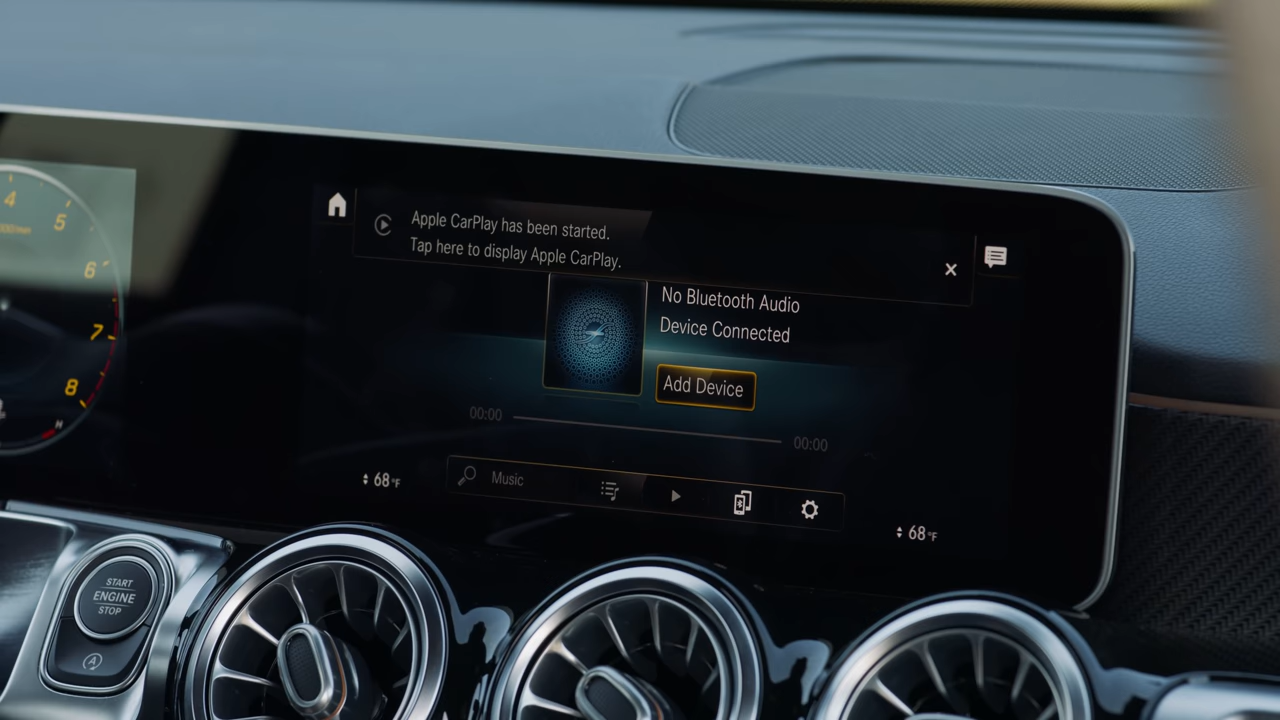 4
5
6
7
8
H
Apple CarPlay has been started.
Tap here to display Apple CarPlay.
No Bluetooth Audio
Device Connected
Add Device
00:00
00:00
Music
68°F
68°F
START
ENGINE
STOP
A